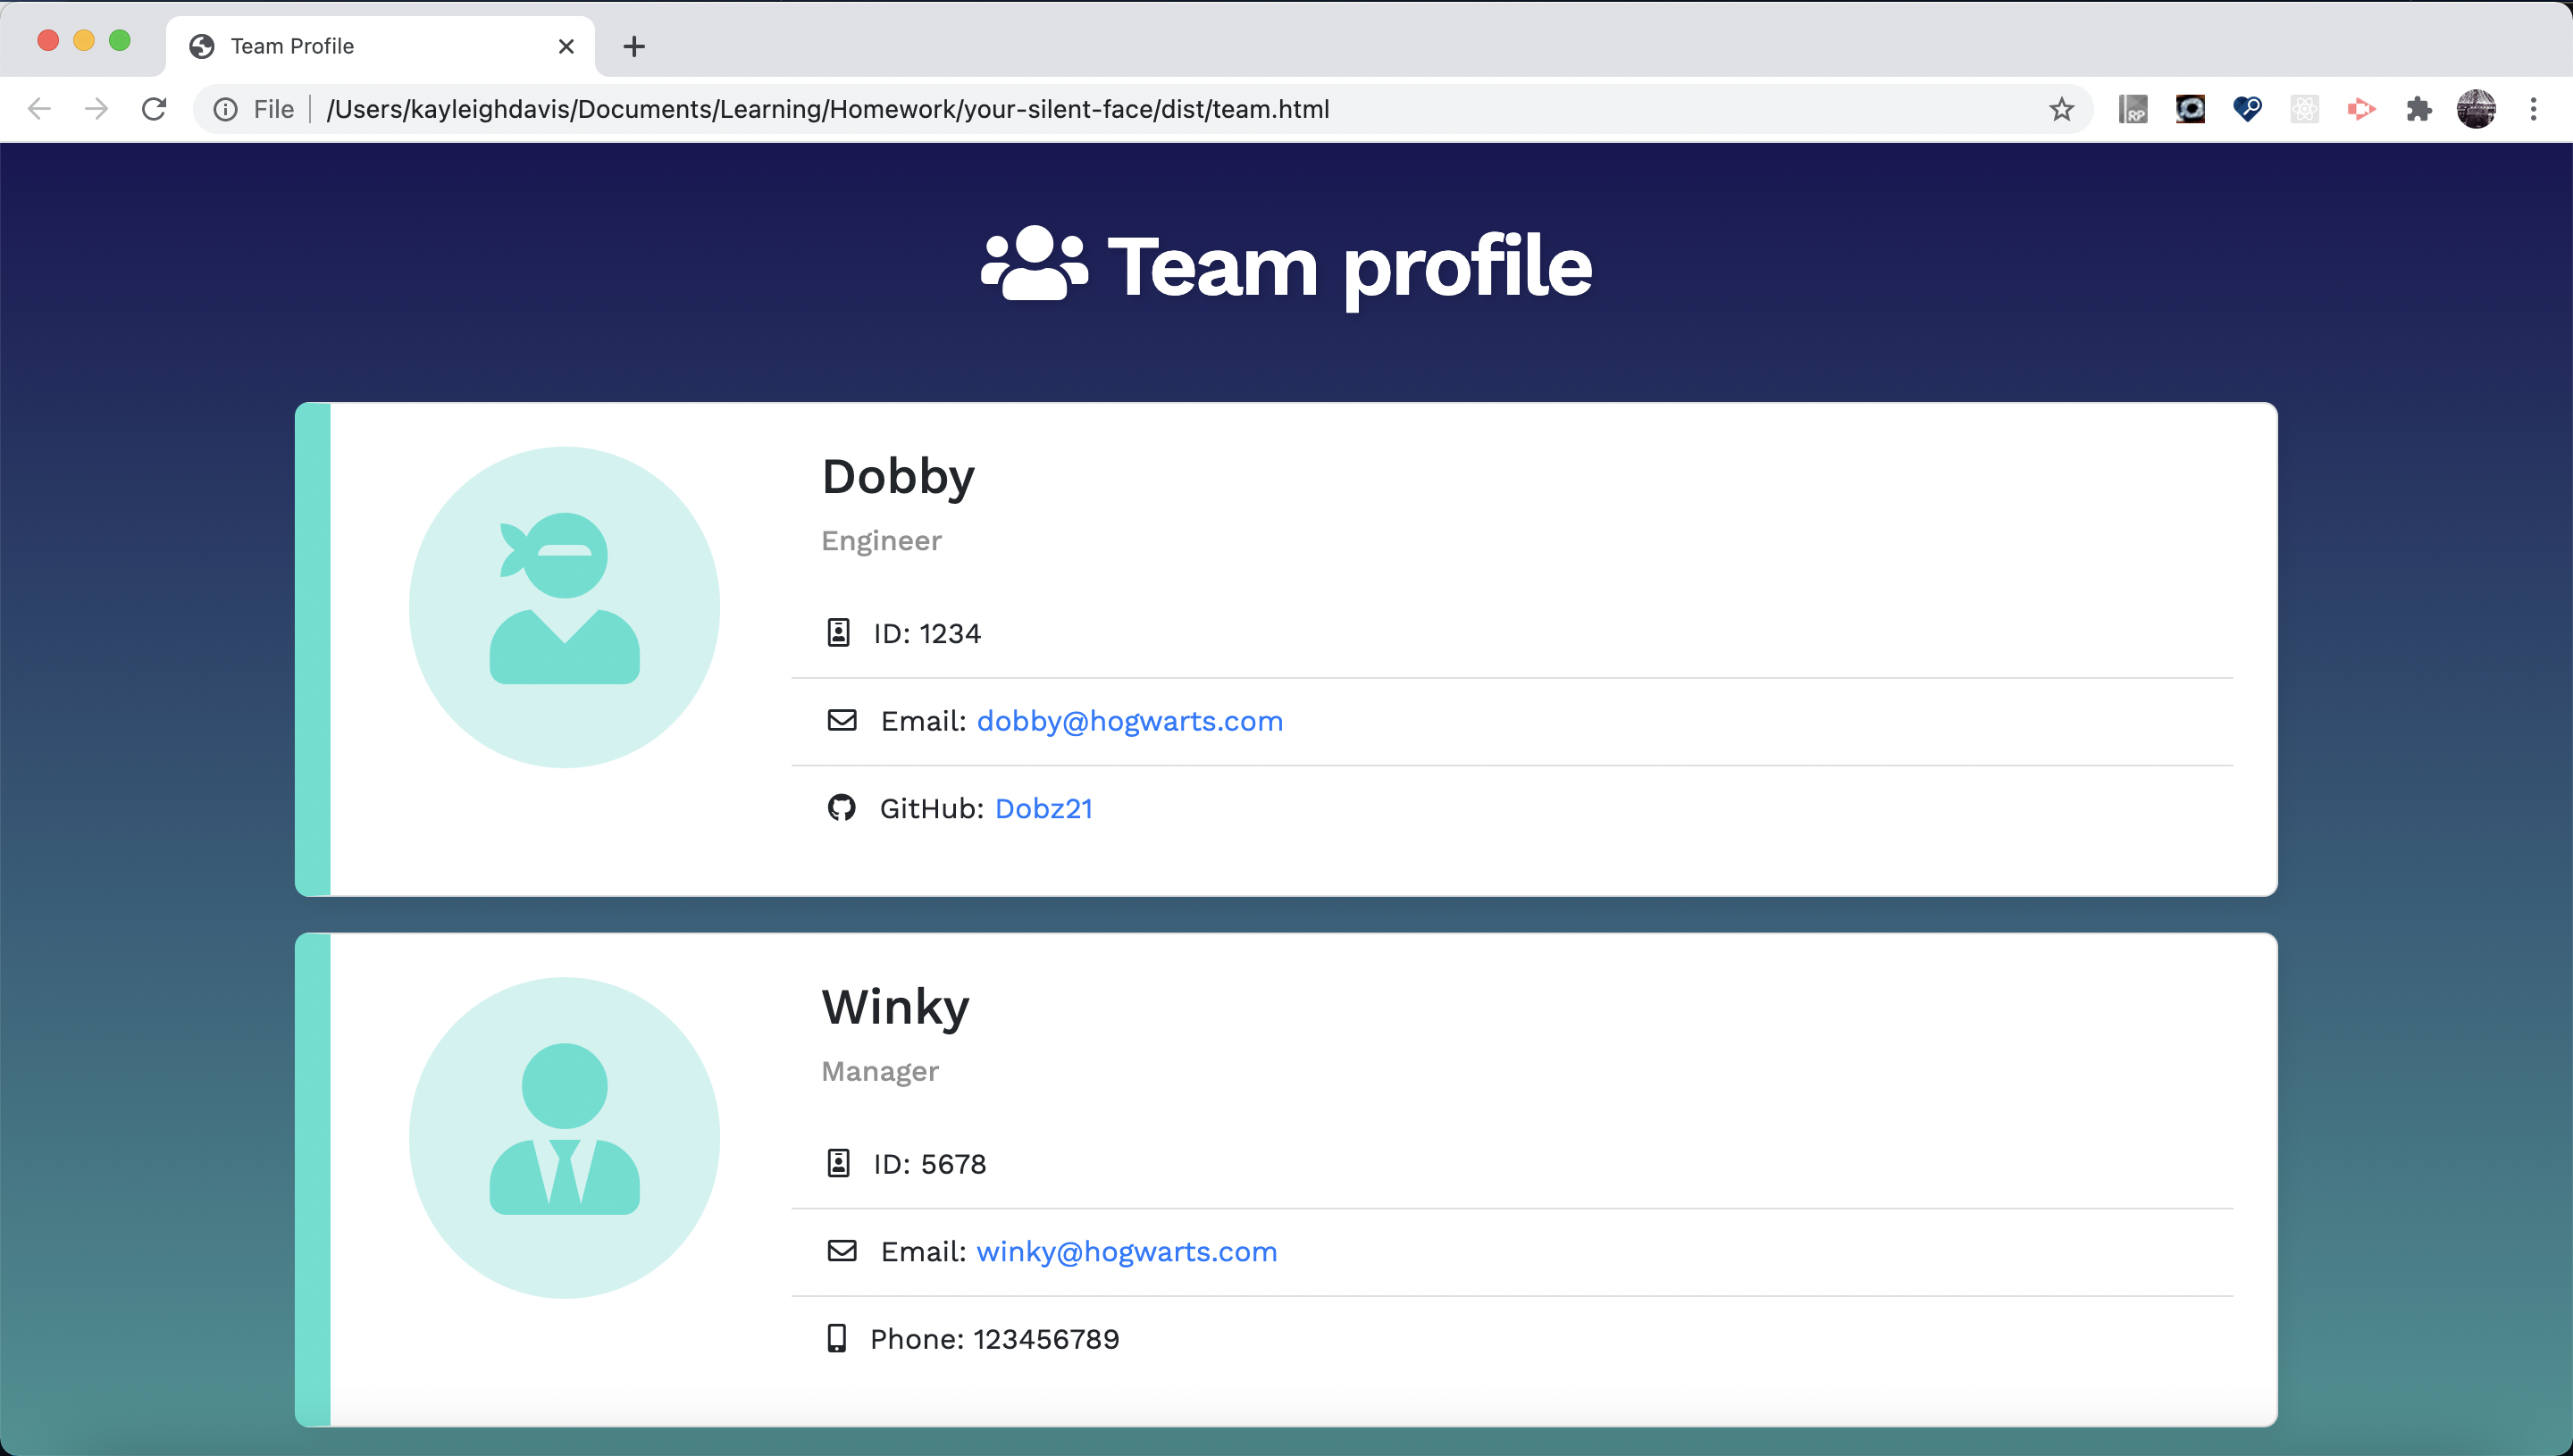 Team Profile
File
/Users/kayleighdavis/Documents/Learning/Homework/your-silent-face/dist/team.html
RP
Team profile
Dobby
Engineer
ID: 1234
Email: dobby@hogwarts.com
GitHub: Dobz21
Winky
Manager
ID: 5678
Email: winky@hogwarts.com
Phone: 123456789